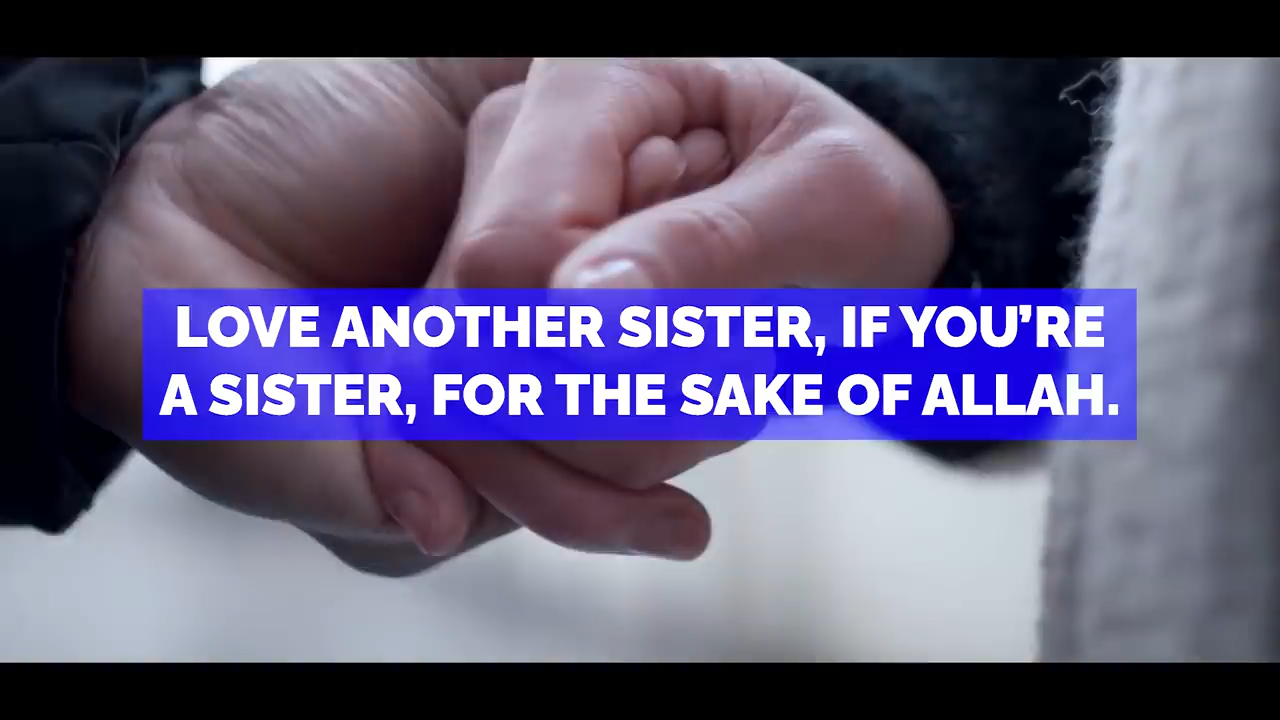 LOVE ANOTHER SISTER, IF YOU’RE
A SISTER, FOR THE SAKE OF ALLAH.